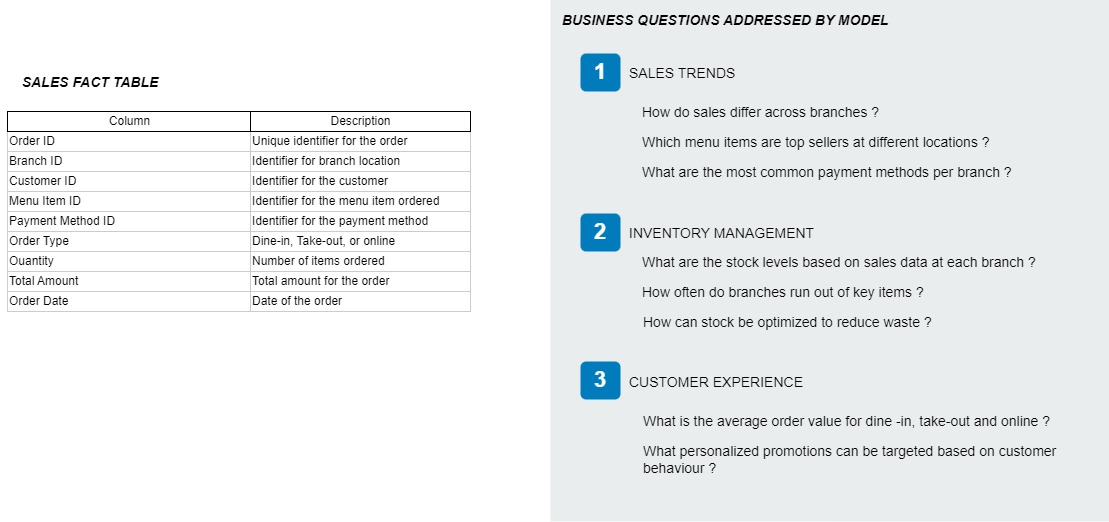 SALES FACT TABLE
Column Description
Order ID Unique identifier for the order
Branch ID Identifier for branch location
Customer ID Identifier for the customer
Menu Item ID Identifier for the menu item ordered
Payment Method ID Identifier for the payment method
Order Type Dine-in, Take-out, or online
Ouantity Number of items ordered
Total Amount Total amount for the order
Order Date Date of the order
BUSINESS QUESTIONS ADDRESSED BY MODEL
1 SALES TRENDS
How do sales differ across branches ?
Which menu items are top sellers at different locations ?
What are the most common payment methods per branch ?
2 INVENTORY MANAGEMENT
What are the stock levels based on sales data at each branch ?
How often do branches run out of key items ?
How can stock be optimized to reduce waste ?
3 CUSTOMER EXPERIENCE
What is the average order value for dine -in, take-out and online ?
What personalized promotions can be targeted based on customer
behaviour ?